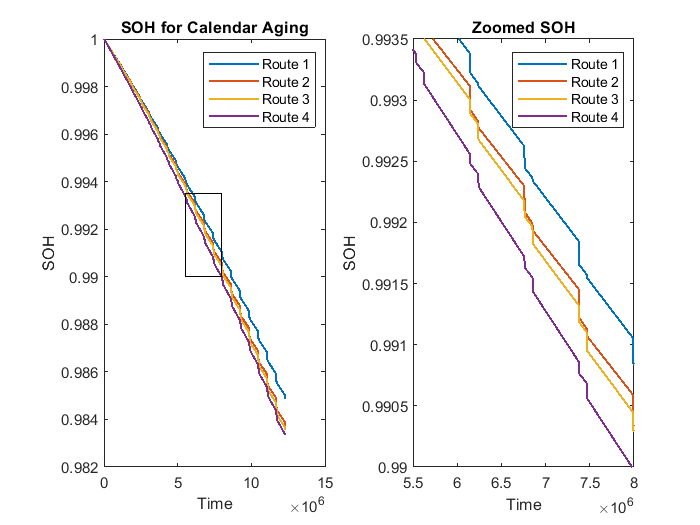 SOH for Calendar Aging
1
0.998
0.996
0.994
0.992
0.99
0.988
0.986
0.984
0.982
SOH
Route 1
Route 2
Route 3
Route 4
0
5
10
15
Time
×10^6
Zoomed SOH
0.9935
0.993
0.9925
0.992
0.9915
0.991
0.9905
0.99
SOH
Route 1
Route 2
Route 3
Route 4
5.5
6
6.5
7
7.5
8
Time
×10^6